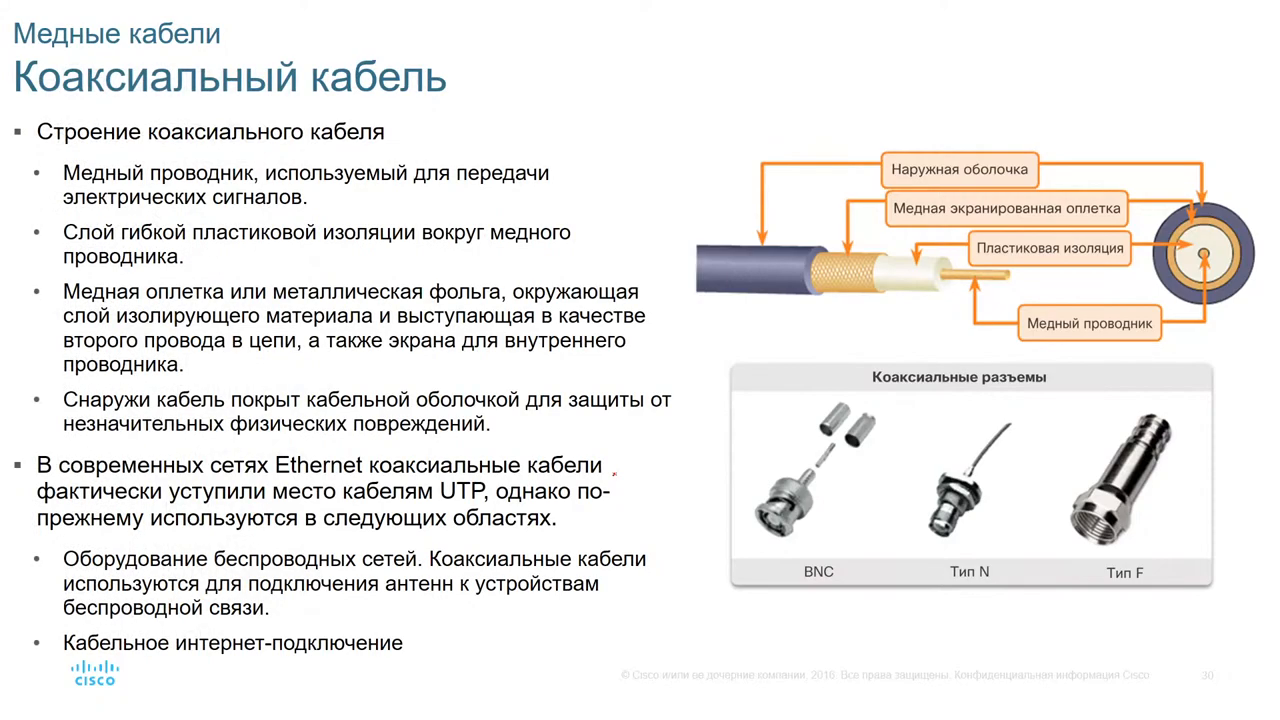 Медные кабели
Коаксиальный кабель
▪ Строение коаксиального кабеля
• Медный проводник, используемый для передачи
электрических сигналов.
• Слой гибкой пластиковой изоляции вокруг медного
проводника.
• Медная оплетка или металлическая фольга, окружающая
слой изолирующего материала и выступающая в качестве
второго провода в цепи, а также экрана для внутреннего
проводника.
• Снаружи кабель покрыт кабельной оболочкой для защиты от
незначительных физических повреждений.
▪ В современных сетях Ethernet коаксиальные кабели
фактически уступили место кабелям UTP, однако по-
прежнему используются в следующих областях.
• Оборудование беспроводных сетей. Коаксиальные кабели
используются для подключения антенн к устройствам
беспроводной связи.
• Кабельное интернет-подключение
Наружная оболочка
Медная экранированная оплетка
Пластиковая изоляция
Медный проводник
Коаксиальные разъемы
BNC
Тип N
Тип F
CISCO
© Cisco и/или ее дочерние компании, 2016. Все права защищены. Конфиденциальная информация Cisco
30